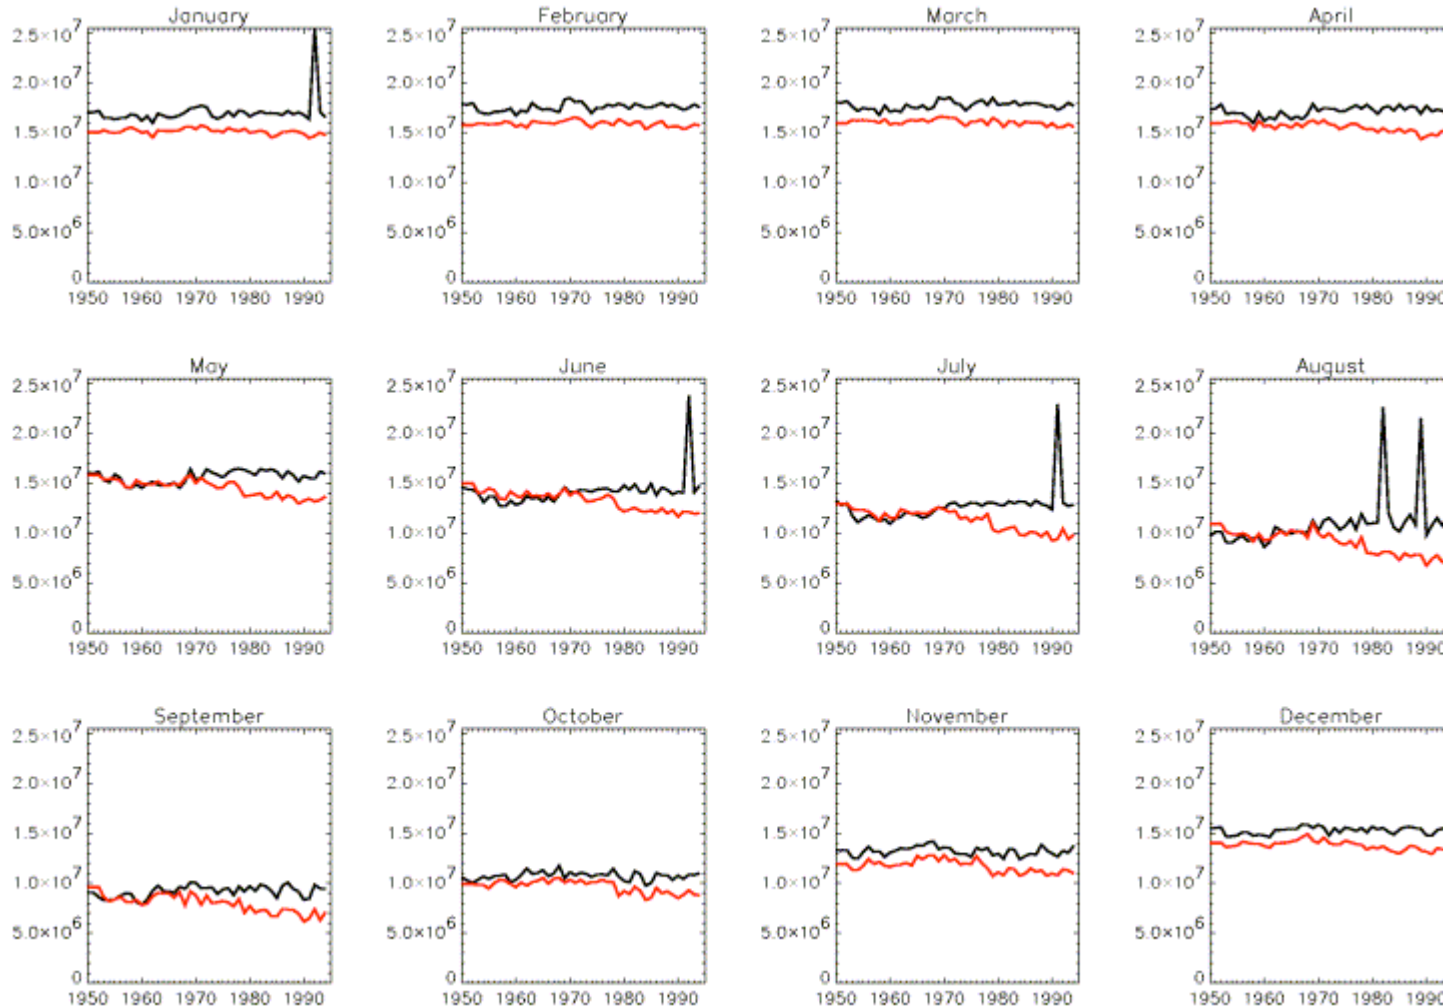 January February March April
2.5×10⁷ 2.5×10⁷ 2.5×10⁷ 2.5×10⁷
2.0×10⁷ 2.0×10⁷ 2.0×10⁷ 2.0×10⁷
1.5×10⁷ 1.5×10⁷ 1.5×10⁷ 1.5×10⁷
1.0×10⁷ 1.0×10⁷ 1.0×10⁷ 1.0×10⁷
5.0×10⁶ 5.0×10⁶ 5.0×10⁶ 5.0×10⁶
0 0 0 0
1950 1960 1970 1980 1990 1950 1960 1970 1980 1990 1950 1960 1970 1980 1990 1950 1960 1970 1980 1990
May June July August
2.5×10⁷ 2.5×10⁷ 2.5×10⁷ 2.5×10⁷
2.0×10⁷ 2.0×10⁷ 2.0×10⁷ 2.0×10⁷
1.5×10⁷ 1.5×10⁷ 1.5×10⁷ 1.5×10⁷
1.0×10⁷ 1.0×10⁷ 1.0×10⁷ 1.0×10⁷
5.0×10⁶ 5.0×10⁶ 5.0×10⁶ 5.0×10⁶
0 0 0 0
1950 1960 1970 1980 1990 1950 1960 1970 1980 1990 1950 1960 1970 1980 1990 1950 1960 1970 1980 1990
September October November December
2.5×10⁷ 2.5×10⁷ 2.5×10⁷ 2.5×10⁷
2.0×10⁷ 2.0×10⁷ 2.0×10⁷ 2.0×10⁷
1.5×10⁷ 1.5×10⁷ 1.5×10⁷ 1.5×10⁷
1.0×10⁷ 1.0×10⁷ 1.0×10⁷ 1.0×10⁷
5.0×10⁶ 5.0×10⁶ 5.0×10⁶ 5.0×10⁶
0 0 0 0
1950 1960 1970 1980 1990 1950 1960 1970 1980 1990 1950 1960 1970 1980 1990 1950 1960 1970 1980 1990